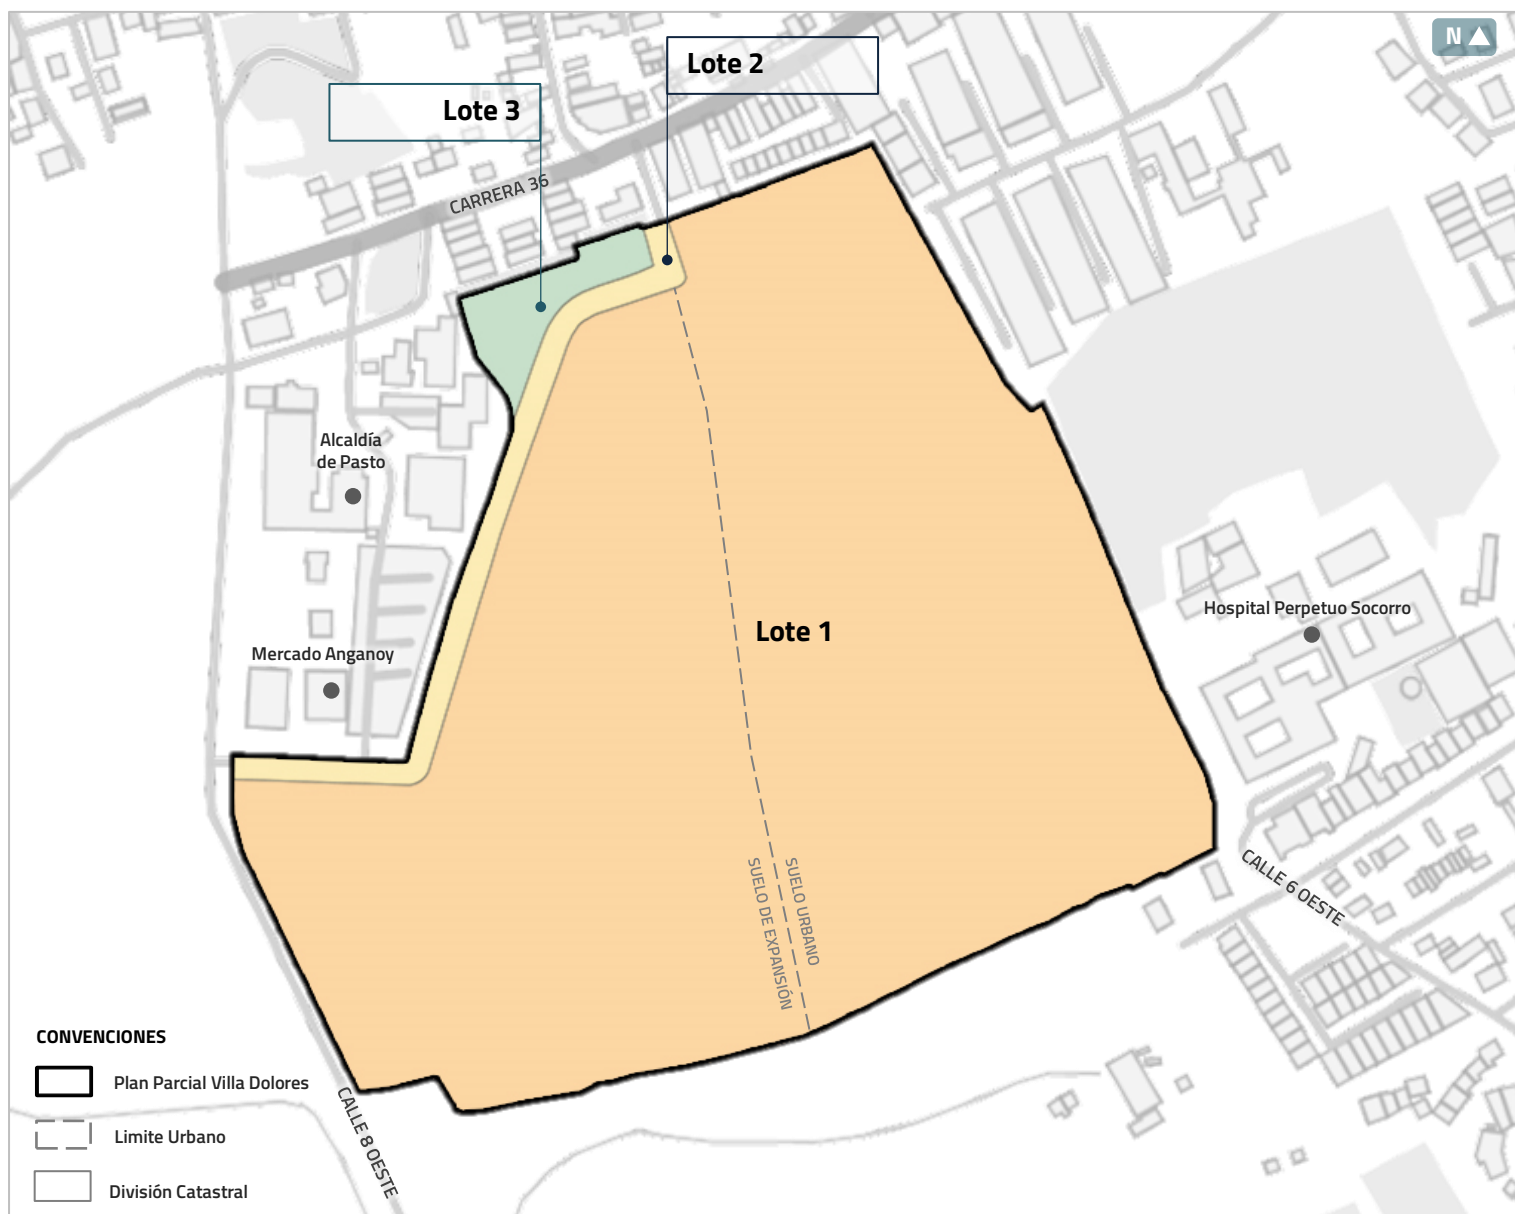 N
Lote 2
Lote 3
CARRERA 36
Alcaldía
de Pasto
Hospital Perpetuo Socorro
Lote 1
Mercado Anganoy
SUELO URBANO
SUELO DE EXPANSIÓN
CALLE 6 OESTE
CALLE 8 OESTE
CONVENCIONES
Plan Parcial Villa Dolores
Limite Urbano
División Catastral